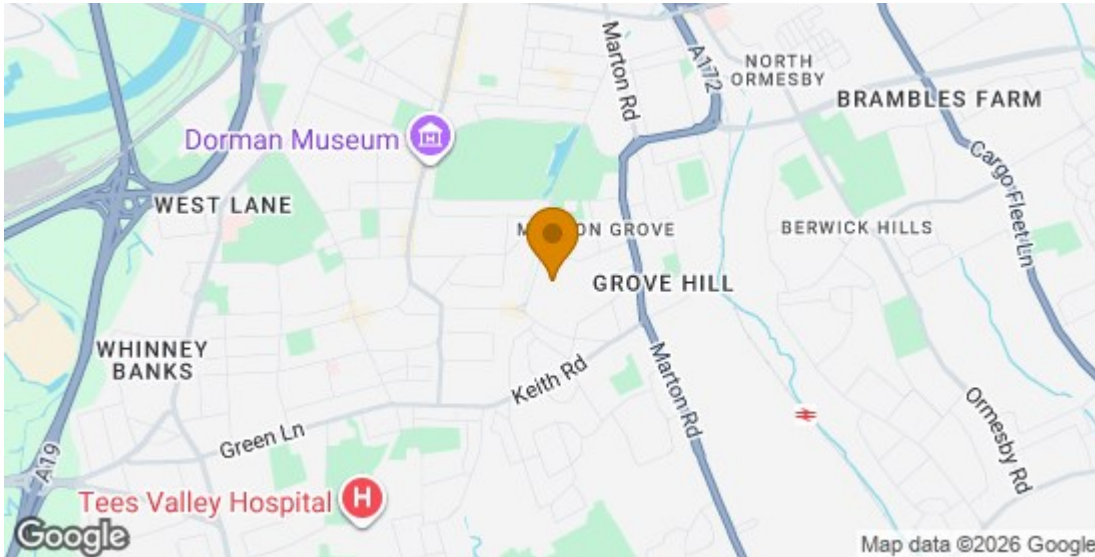 Marton Rd
A172
NORTH
ORMESBY
BRAMBLES FARM
Dorman Museum
Cargo Fleet Ln
WEST LANE
GROVE
BERWICK HILLS
GROVE HILL
WHINNEY
BANKS
Keith Rd
Marton Rd
Ormesby Rd
Green Ln
A19
Tees Valley Hospital
H
Google
Map data ©2026 Google